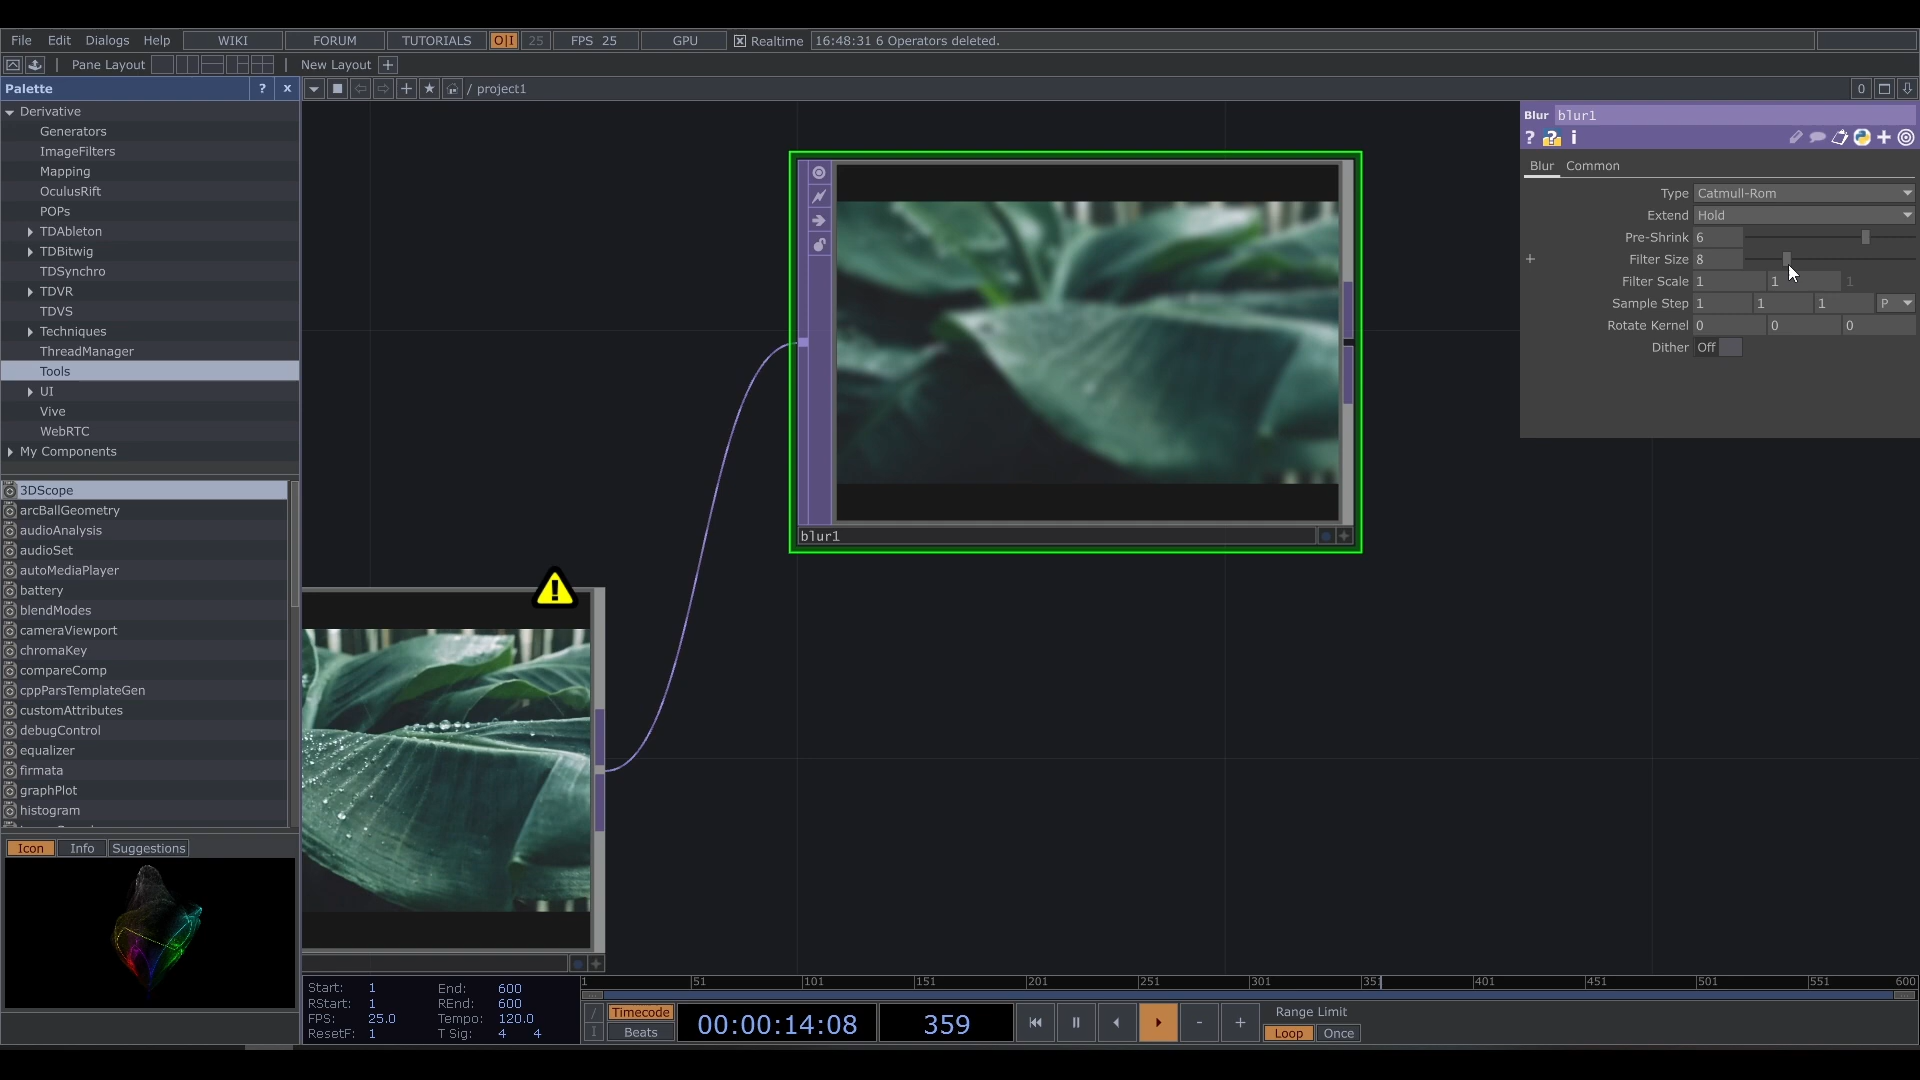 File Edit Dialogs Help WIKI FORUM TUTORIALS O|I 25 FPS 25 GPU Realtime 16:48:31 6 Operators deleted.
Pane Layout New Layout +
Palette ? x / project1 0
Derivative
Generators
ImageFilters
Mapping
OculusRift
POPs
TDAbleton
TDBitwig
TDSynchro
TDVR
TDVS
Techniques
ThreadManager
Tools
UI
Vive
WebRTC
My Components
3DScope
arcBallGeometry
audioAnalysis
audioSet
autoMediaPlayer
battery
blendModes
cameraViewport
chromaKey
compareComp
cppParsTemplateGen
customAttributes
debugControl
equalizer
firmata
graphPlot
histogram
Icon Info Suggestions
blur1
Blur blur1
? ? i
Blur Common
Type Catmull-Rom
Extend Hold
Pre-Shrink 6
+ Filter Size 8
Filter Scale 1 1 1
Sample Step 1 1 1 P
Rotate Kernel 0 0 0
Dither Off
1 51 101 151 201 251 301 351 401 451 501 551 600
Start: 1 End: 600
RStart: 1 REnd: 600
FPS: 25.0 Tempo: 120.0
ResetF: 1 T Sig: 4 4
/ Timecode
I Beats
00:00:14:08 359
- +
Range Limit
Loop Once